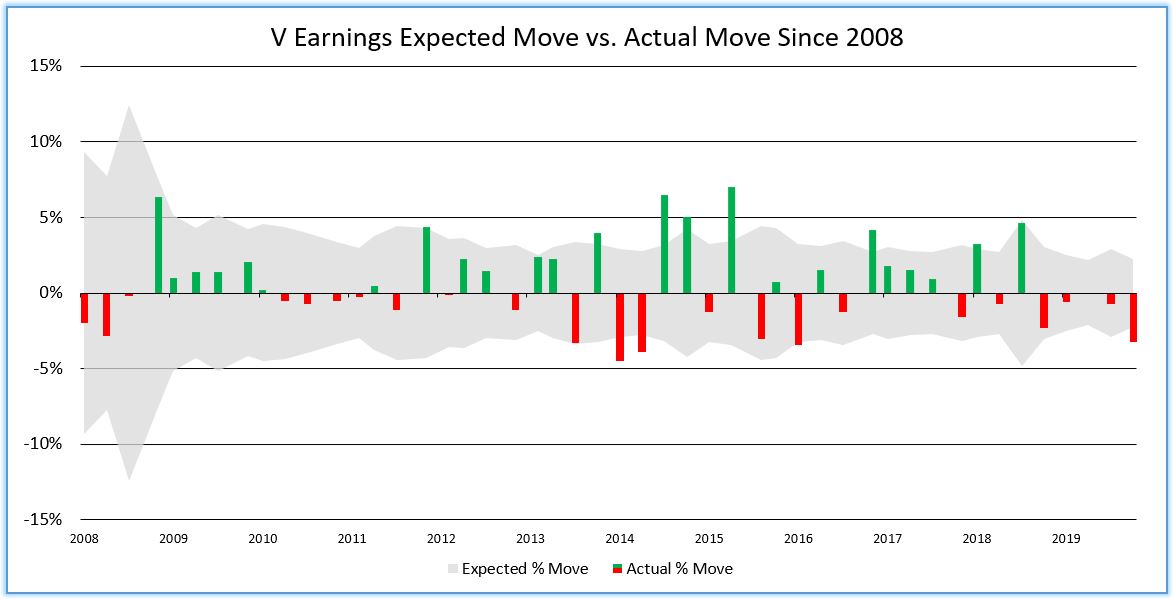 V Earnings Expected Move vs. Actual Move Since 2008
15%
10%
5%
0%
-5%
-10%
-15%
2008 2009 2010 2011 2012 2013 2014 2015 2016 2017 2018 2019
Expected % Move Actual % Move